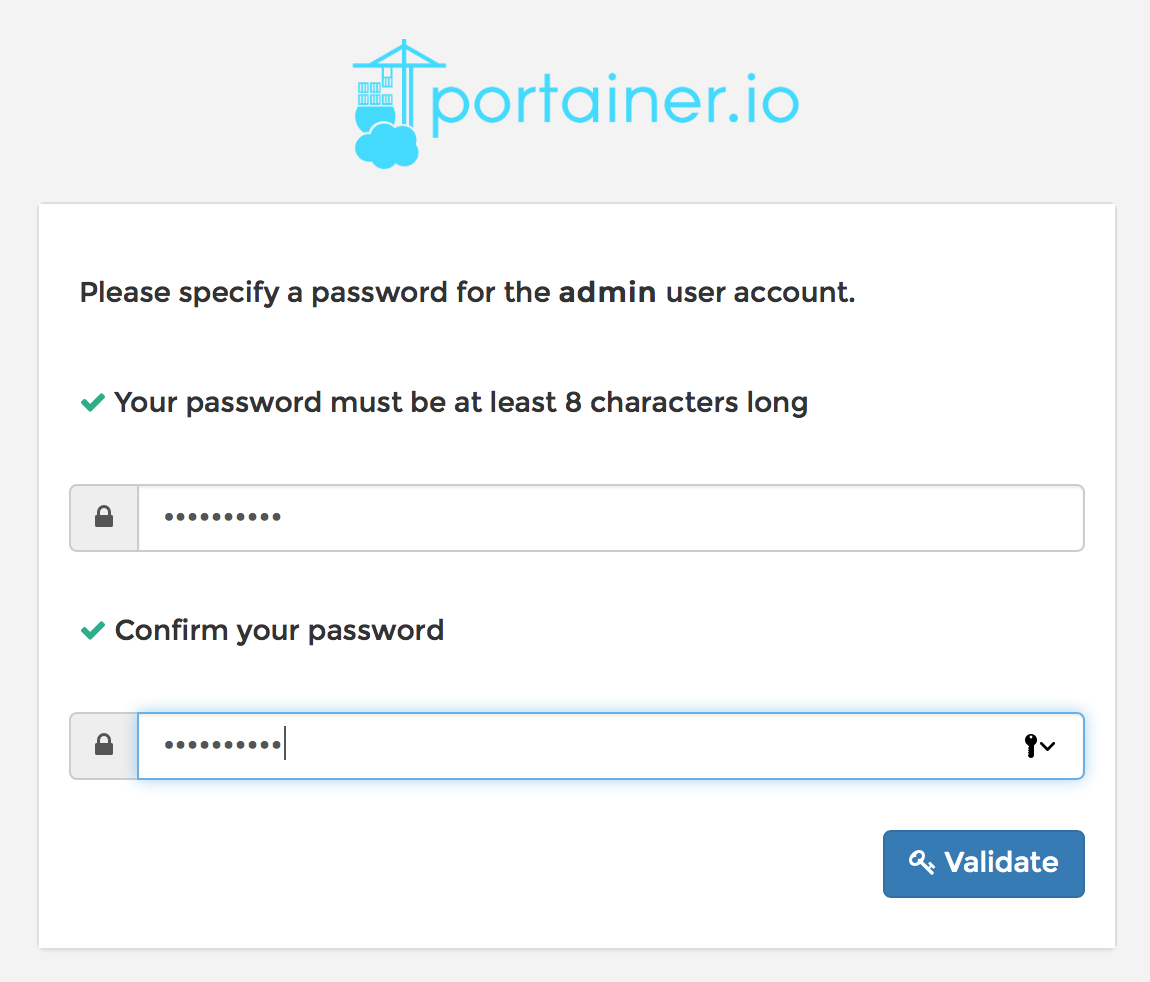 portainer.io
Please specify a password for the admin user account.
Your password must be at least 8 characters long
••••••••••
Confirm your password
••••••••••
Validate